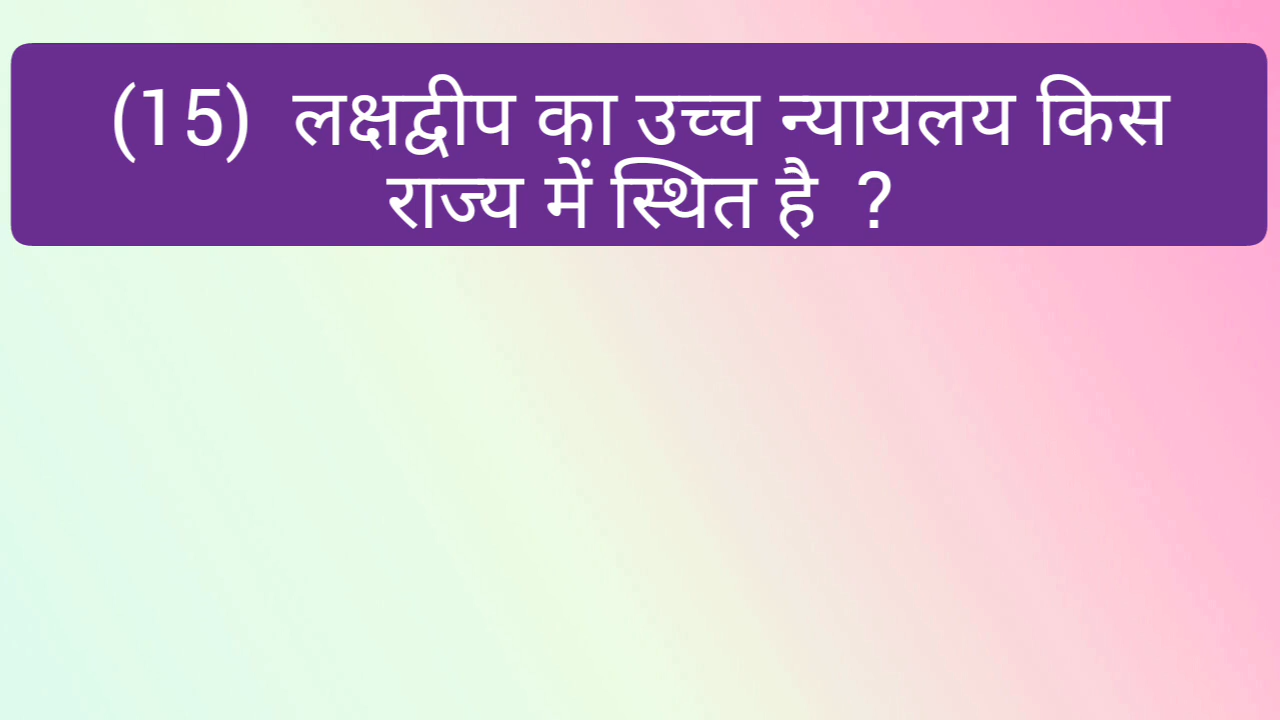 (15) लक्षद्वीप का उच्च न्यायलय किस
राज्य में स्थित है ?